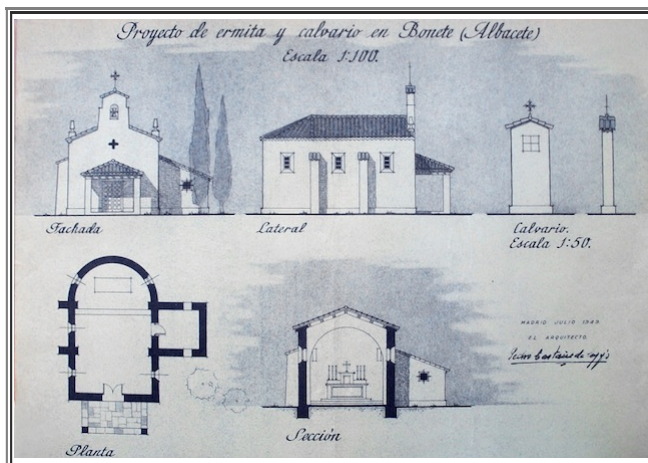 Proyecto de ermita y calvario en Bonete (Albacete)
Escala 1:100.
Fachada
Lateral
Calvario.
Escala 1:50.
Planta
Sección
MADRID JULIO 1949
EL ARQUITECTO